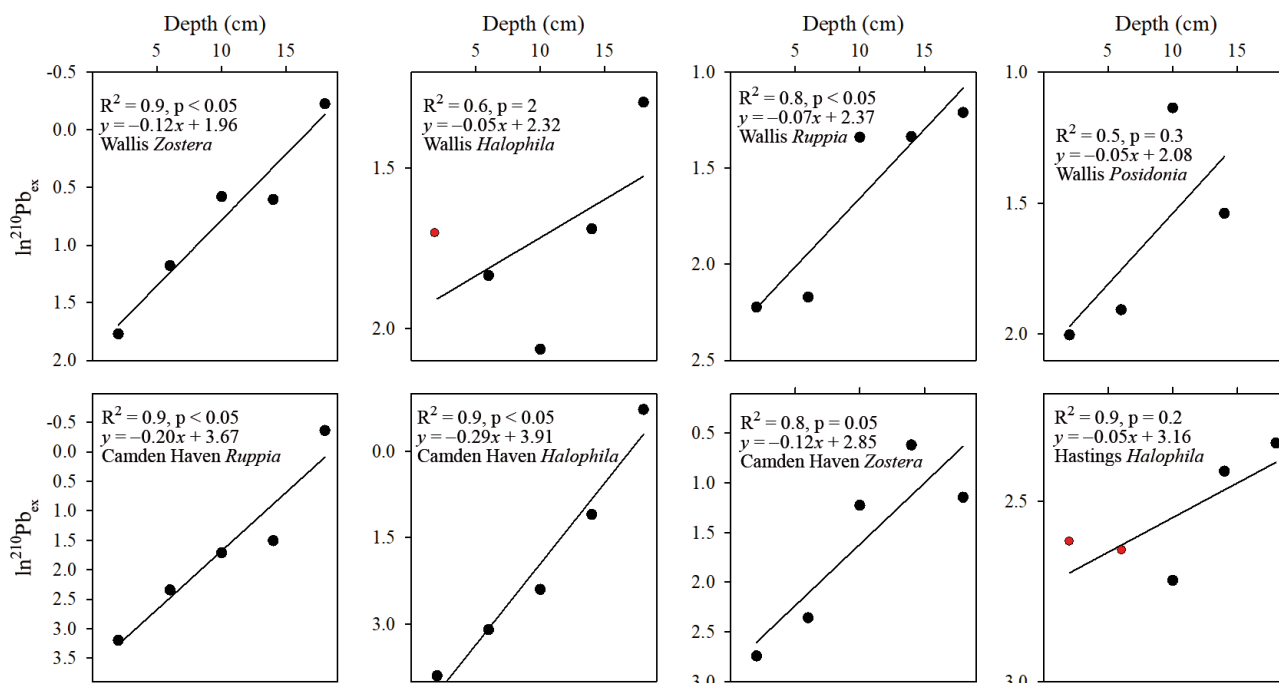 Depth (cm) Depth (cm) Depth (cm) Depth (cm)
5 10 15 5 10 15 5 10 15 5 10 15
ln²¹⁰Pbₑₓ
-0.5
0.0
0.5
1.0
1.5
2.0
R² = 0.9, p < 0.05
y = –0.12x + 1.96
Wallis Zostera
1.5
2.0
R² = 0.6, p = 2
y = –0.05x + 2.32
Wallis Halophila
1.0
1.5
2.0
2.5
R² = 0.8, p < 0.05
y = –0.07x + 2.37
Wallis Ruppia
1.0
1.5
2.0
R² = 0.5, p = 0.3
y = –0.05x + 2.08
Wallis Posidonia
ln²¹⁰Pbₑₓ
-0.5
0.0
0.5
1.0
1.5
2.0
2.5
3.0
3.5
R² = 0.9, p < 0.05
y = –0.20x + 3.67
Camden Haven Ruppia
0.0
1.5
3.0
R² = 0.9, p < 0.05
y = –0.29x + 3.91
Camden Haven Halophila
0.5
1.0
1.5
2.0
2.5
3.0
R² = 0.8, p = 0.05
y = –0.12x + 2.85
Camden Haven Zostera
2.5
3.0
R² = 0.9, p = 0.2
y = –0.05x + 3.16
Hastings Halophila